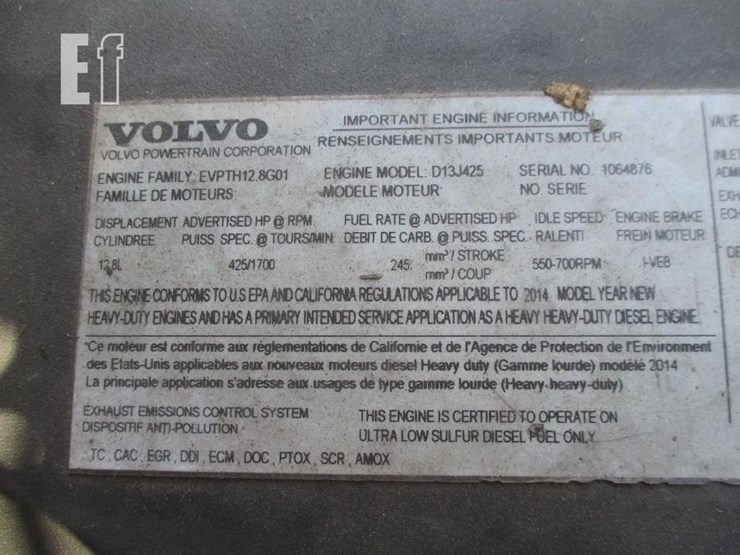 Ef
VOLVO
VOLVO POWERTRAIN CORPORATION
IMPORTANT ENGINE INFORMATION
RENSEIGNEMENTS IMPORTANTS MOTEUR
ENGINE FAMILY: EVPTH12.8G01 ENGINE MODEL: D13J425 SERIAL NO. 1064876
FAMILLE DE MOTEURS: MODELE MOTEUR: NO. SERIE:
DISPLACEMENT ADVERTISED HP @ RPM FUEL RATE @ ADVERTISED HP IDLE SPEED ENGINE BRAKE
CYLINDREE PUISS SPEC. @ TOURS/MIN DEBIT DE CARB. @ PUISS. SPEC. RALENTI FREIN MOTEUR
12.8L 425/1700 245 mm³ / STROKE 550-700RPM I-VEB
mm³ / COUP
THIS ENGINE CONFORMS TO U.S EPA AND CALIFORNIA REGULATIONS APPLICABLE TO 2014 MODEL YEAR NEW
HEAVY-DUTY ENGINES AND HAS A PRIMARY INTENDED SERVICE APPLICATION AS A HEAVY HEAVY-DUTY DIESEL ENGINE.
"Ce moteur est conforme aux réglementations de Californie et de l'Agence de Protection de l'Environment
des Etats-Unis applicables aux nouveaux moteurs diesel Heavy duty (Gamme lourde) modèlé 2014
La principale application s'adresse aux usages de type gamme lourde (Heavy-heavy-duty)
EXHAUST EMISSIONS CONTROL SYSTEM THIS ENGINE IS CERTIFIED TO OPERATE ON
DISPOSITIF ANTI-POLLUTION ULTRA LOW SULFUR DIESEL FUEL ONLY.
TC, CAC, EGR, DDI, ECM, DOC, PTOX, SCR, AMOX